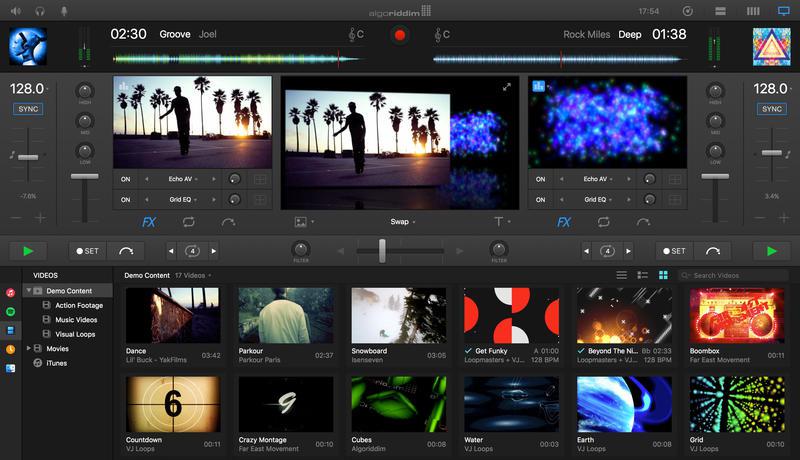 algoriddim
17:54
02:30 Groove Joel C
C Rock Miles Deep 01:38
128.0
128.0
SYNC
SYNC
HIGH
HIGH
MID
MID
LOW
LOW
ON Echo AV
ON Echo AV
ON Grid EQ
ON Grid EQ
-7.6%
3.4%
FX
Swap
T
FX
SET
4
FILTER
FILTER
4
SET
VIDEOS
Demo Content
Action Footage
Music Videos
Visual Loops
Movies
iTunes
Demo Content 17 Videos
Search Videos
Dance
Lil' Buck - YakFilms 03:42
Parkour
Parkour Paris 02:37
Snowboard
Isenseven 03:05
Get Funky A 01:00
Loopmasters + VJ... 128 BPM
Beyond The Ni... Bb 02:33
Loopmasters + VJ... 128 BPM
Boombox
Far East Movement 00:11
6
Countdown
VJ Loops 00:11
9
Crazy Montage
Far East Movement 00:10
Cubes
Algoriddim 00:08
Water
VJ Loops 00:03
Earth
VJ Loops 00:08
Grid
VJ Loops 00:10